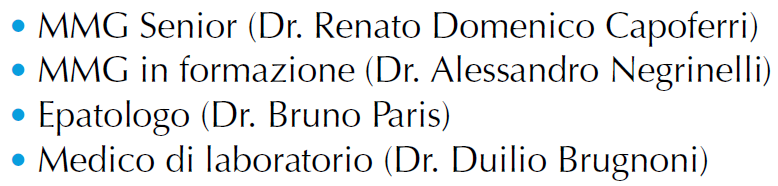 • MMG Senior (Dr. Renato Domenico Capoferri)
• MMG in formazione (Dr. Alessandro Negrinelli)
• Epatologo (Dr. Bruno Paris)
• Medico di laboratorio (Dr. Duilio Brugnoni)